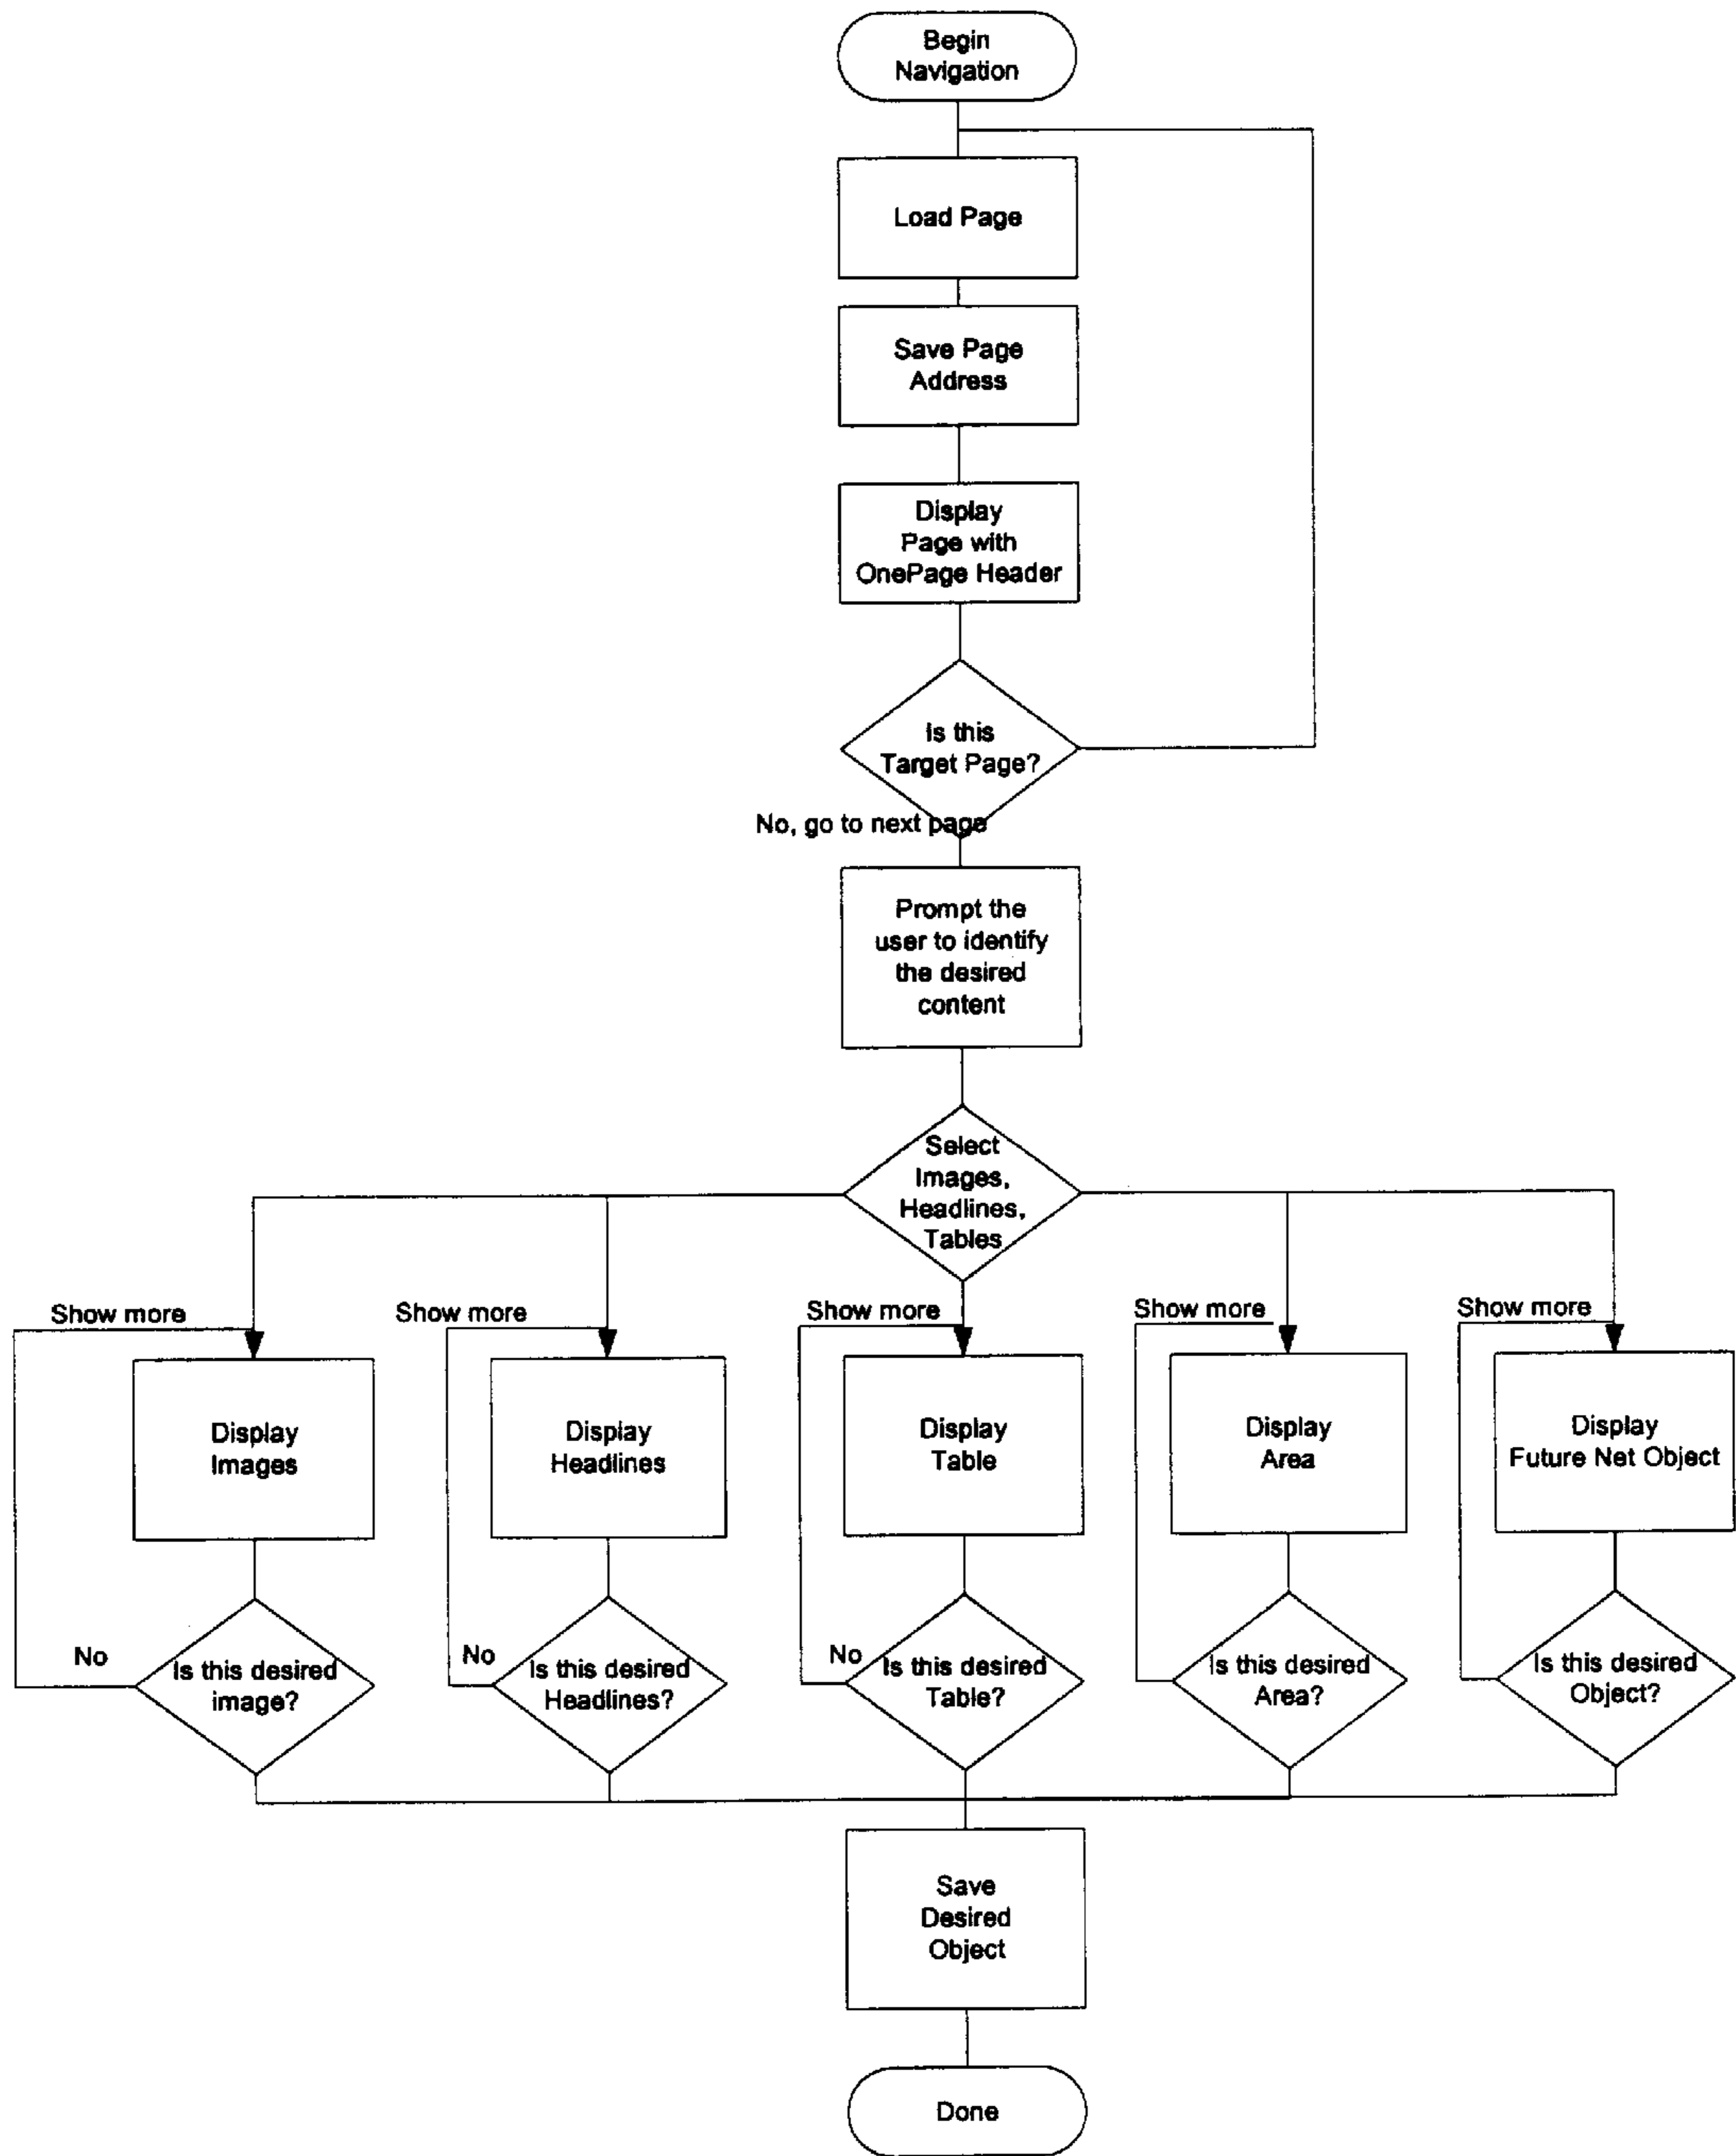 Begin
Navigation
Load Page
Save Page
Address
Display
Page with
OnePage Header
Is this
Target Page?
No, go to next page
Prompt the
user to identify
the desired
content
Select
Images,
Headlines,
Tables
Show more
Show more
Show more
Show more
Show more
Display
Images
Display
Headlines
Display
Table
Display
Area
Display
Future Net Object
No
Is this desired
image?
No
Is this desired
Headlines?
No
Is this desired
Table?
Is this desired
Area?
Is this desired
Object?
Save
Desired
Object
Done